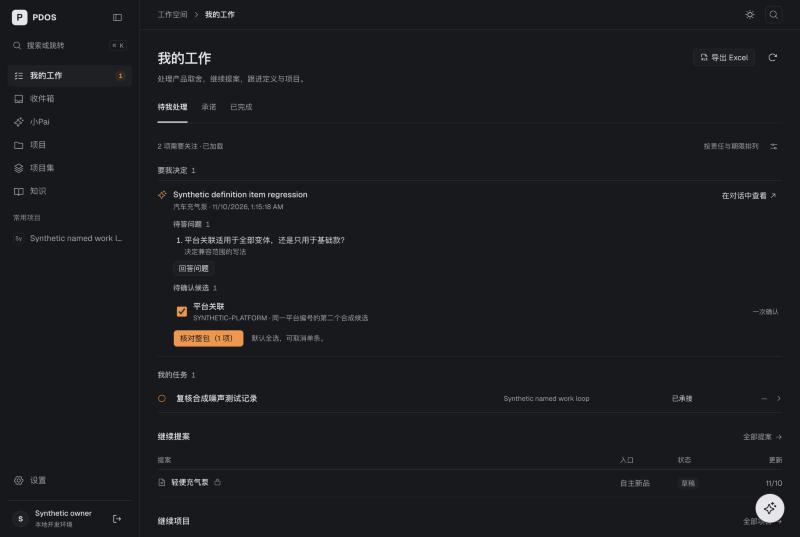 P PDOS
搜索或跳转 ⌘ K
我的工作 1
收件箱
小Pai
项目
项目集
知识
常用项目
Sy Synthetic named work l...
设置
S Synthetic owner
本地开发环境
工作空间 > 我的工作
我的工作
导出 Excel
处理产品取舍，继续提案，跟进定义与项目。
待我处理 承诺 已完成
2 项需要关注 · 已加载 按责任与期限排列
要我决定 1
Synthetic definition item regression 在对话中查看 ↗
汽车充气泵 · 11/10/2026, 1:15:18 AM
待答问题 1
1. 平台关联适用于全部变体，还是只用于基础款？
决定兼容范围的写法
回答问题
待确认候选 1
平台关联
SYNTHETIC-PLATFORM · 同一平台编号的第二个合成候选 一次确认
核对整包（1 项） 默认全选，可取消单条。
我的任务 1
复核合成噪声测试记录 Synthetic named work loop 已承接 —
继续提案 全部提案 →
提案 入口 状态 更新
轻便充气泵 自主新品 草稿 11/10
继续项目 全部